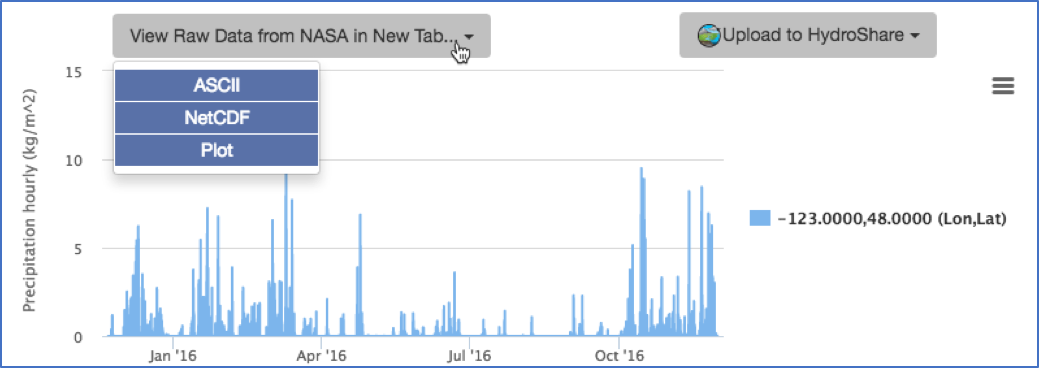 View Raw Data from NASA in New Tab...
Upload to HydroShare
ASCII
NetCDF
Plot
Precipitation hourly (kg/m^2)
15
10
5
0
Jan '16
Apr '16
Jul '16
Oct '16
-123.0000,48.0000 (Lon,Lat)